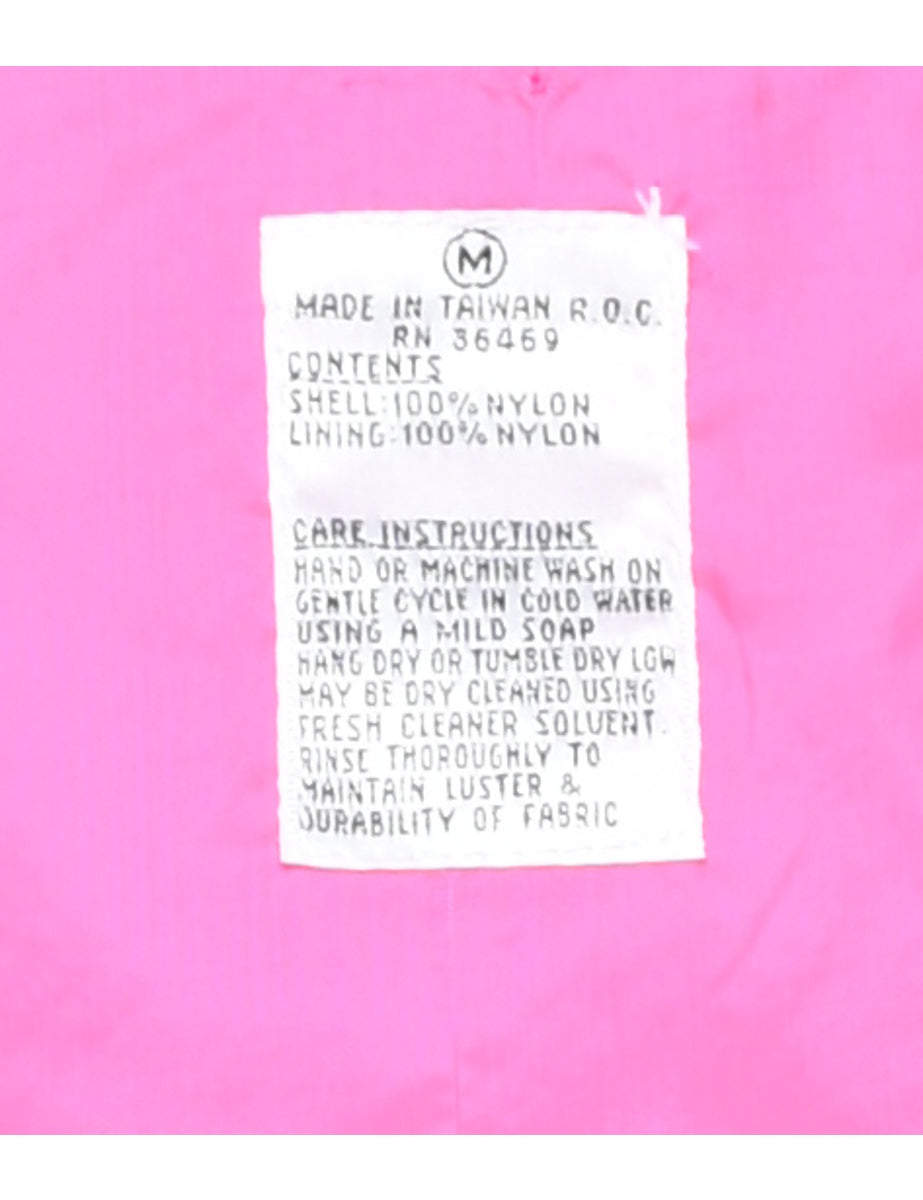 M
MADE IN TAIWAN R.O.C.
RN 36469
CONTENTS
SHELL:100% NYLON
LINING:100% NYLON
CARE INSTRUCTIONS
HAND OR MACHINE WASH ON
GENTLE CYCLE IN COLD WATER
USING A MILD SOAP
HANG DRY OR TUMBLE DRY LOW
MAY BE DRY CLEANED USING
FRESH CLEANER SOLVENT.
RINSE THOROUGHLY TO
MAINTAIN LUSTER &
DURABILITY OF FABRIC